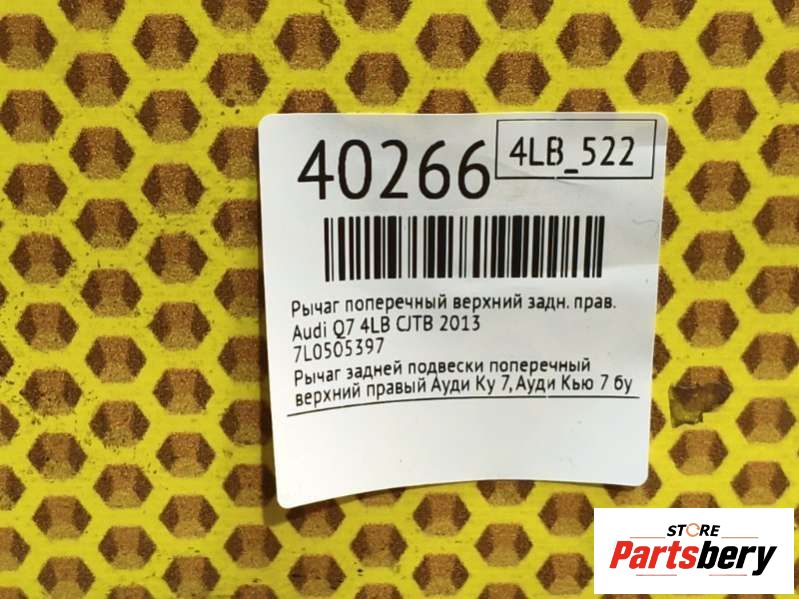 40266
4LB_522
Рычаг поперечный верхний задн. прав.
Audi Q7 4LB CJTB 2013
7L0505397
Рычаг задней подвески поперечный
верхний правый Ауди Ку 7, Ауди Кью 7 бу
STORE
Partsbery